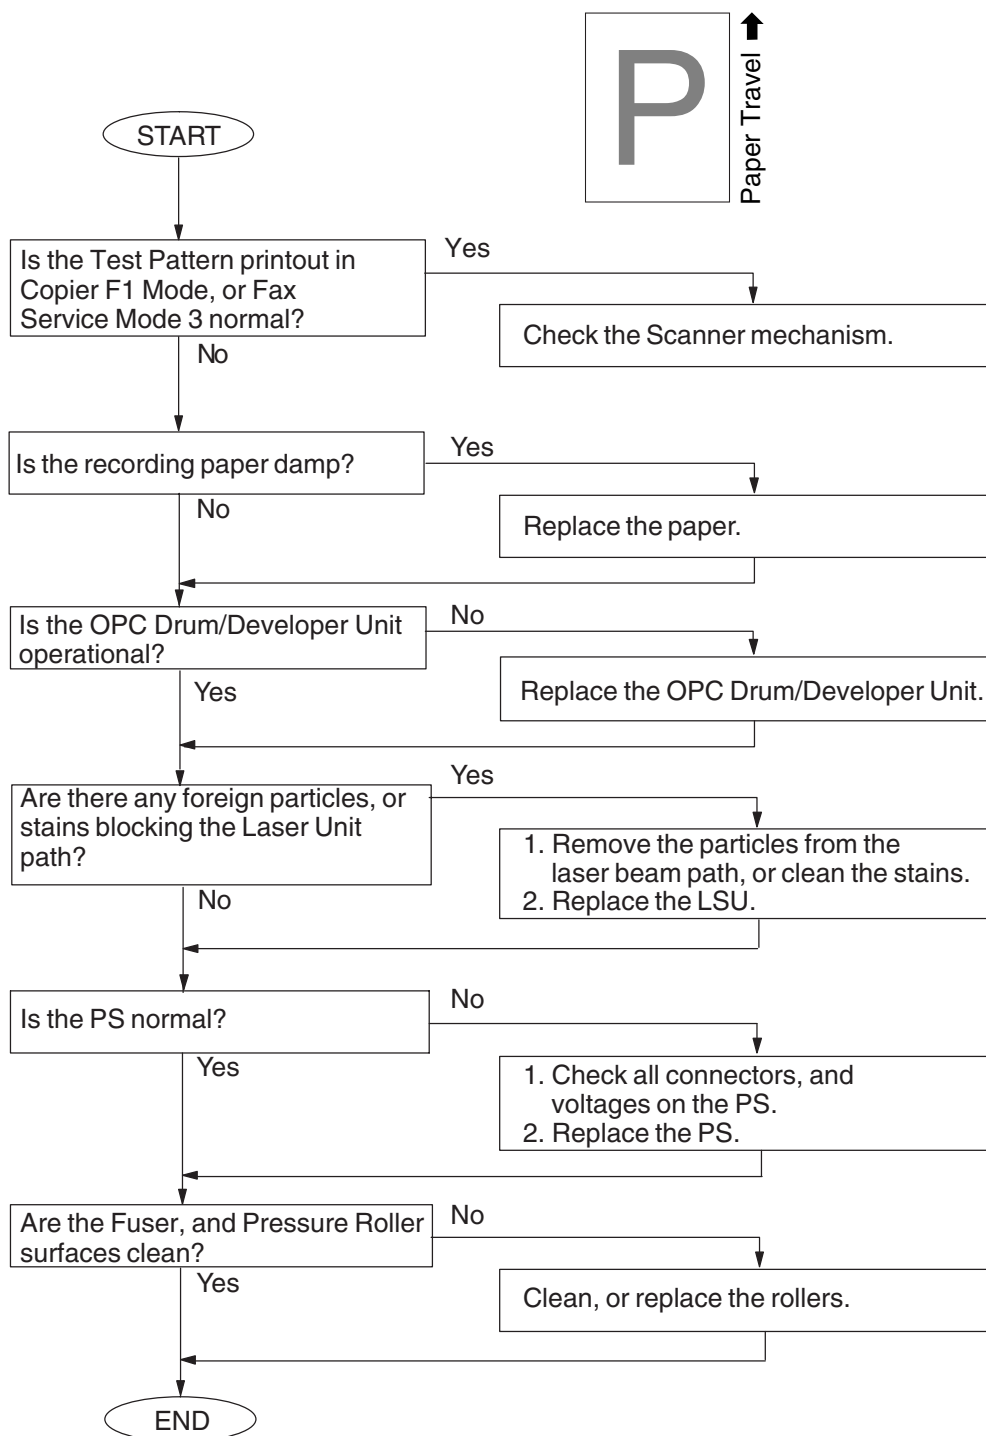 P
Paper Travel
START
Is the Test Pattern printout in
Copier F1 Mode, or Fax
Service Mode 3 normal?
Yes
Check the Scanner mechanism.
No
Is the recording paper damp?
Yes
Replace the paper.
No
Is the OPC Drum/Developer Unit
operational?
No
Replace the OPC Drum/Developer Unit.
Yes
Are there any foreign particles, or
stains blocking the Laser Unit
path?
Yes
1. Remove the particles from the
laser beam path, or clean the stains.
2. Replace the LSU.
No
Is the PS normal?
No
1. Check all connectors, and
voltages on the PS.
2. Replace the PS.
Yes
Are the Fuser, and Pressure Roller
surfaces clean?
No
Clean, or replace the rollers.
Yes
END